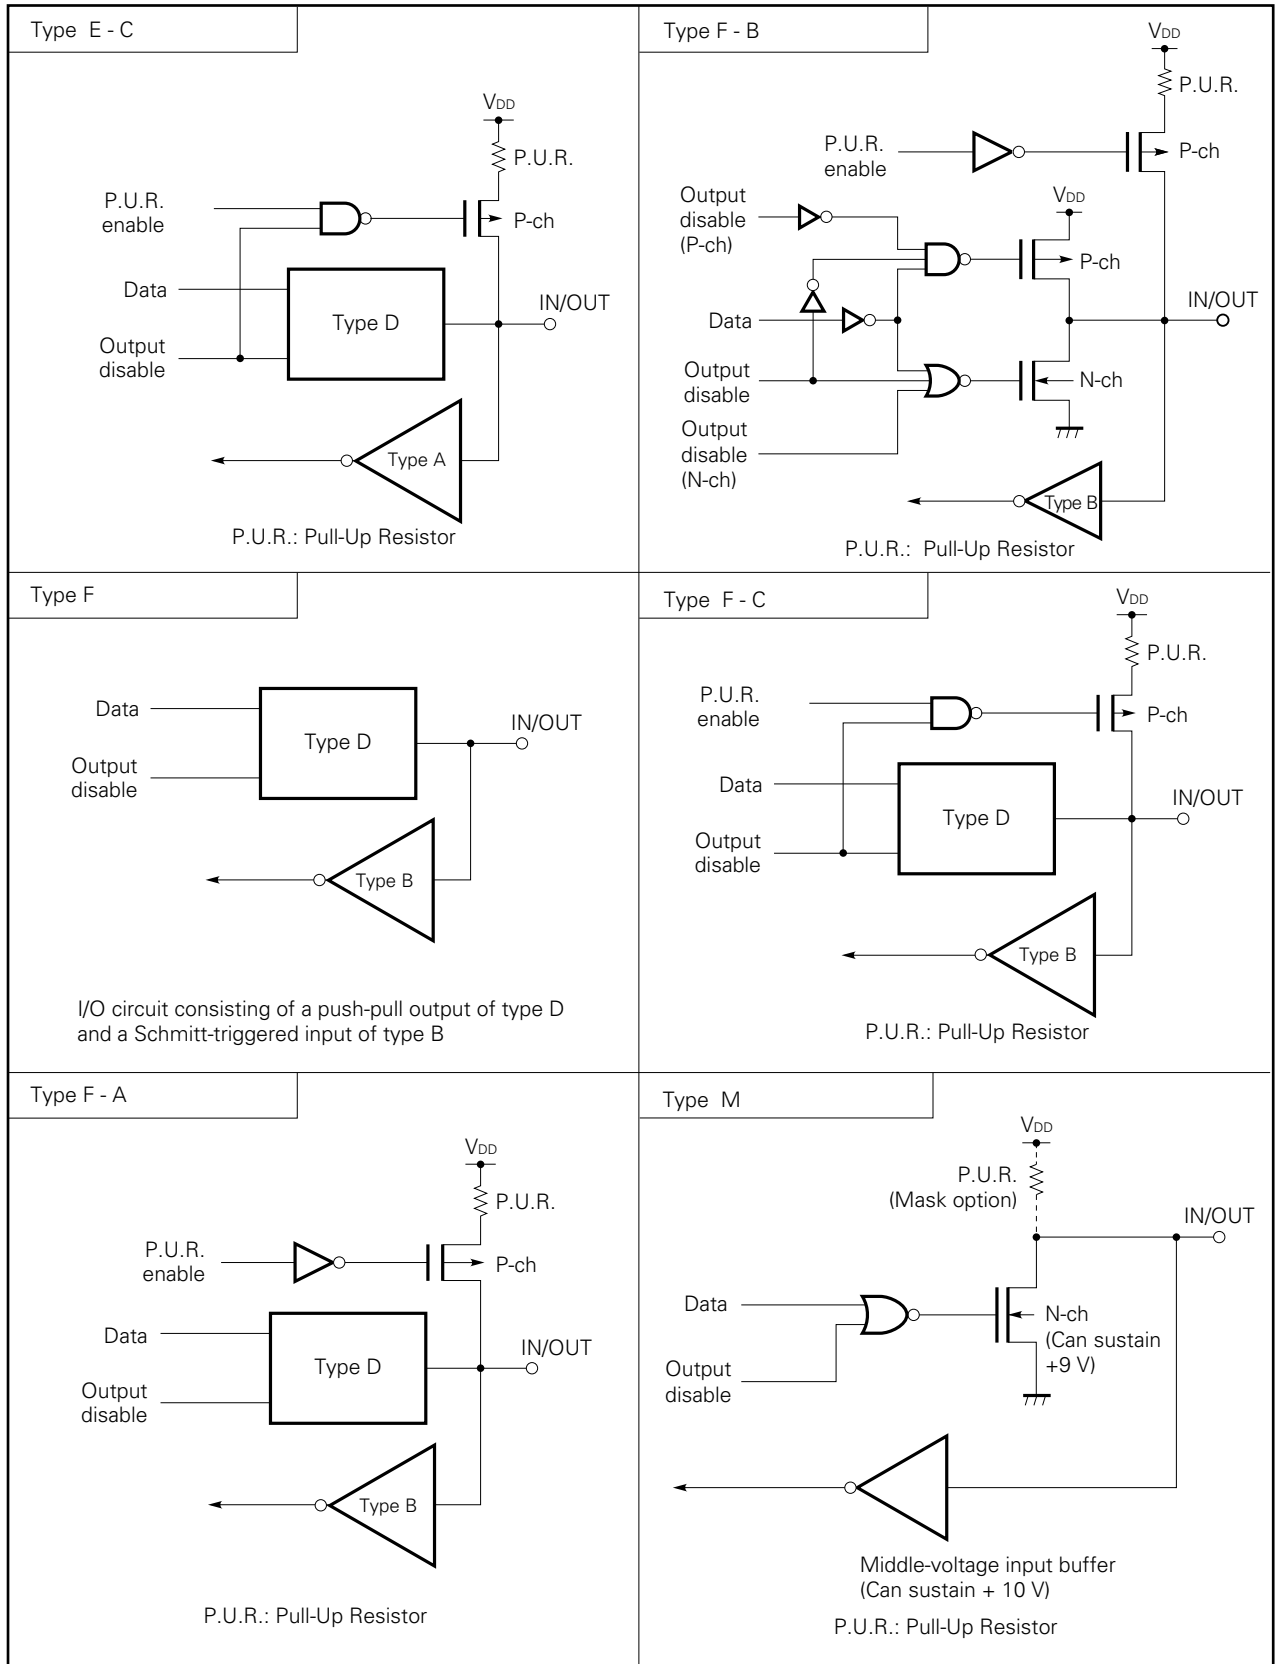 Type E - C
VDD
P.U.R.
P.U.R.
enable
P-ch
Data
Type D
IN/OUT
Output
disable
Type A
P.U.R.: Pull-Up Resistor
Type F - B
VDD
P.U.R.
P.U.R.
enable
P-ch
Output
disable
(P-ch)
VDD
P-ch
IN/OUT
Data
Output
disable
N-ch
Output
disable
(N-ch)
Type B
P.U.R.: Pull-Up Resistor
Type F
Data
Type D
IN/OUT
Output
disable
Type B
I/O circuit consisting of a push-pull output of type D
and a Schmitt-triggered input of type B
Type F - C
VDD
P.U.R.
P.U.R.
enable
P-ch
Data
Type D
IN/OUT
Output
disable
Type B
P.U.R.: Pull-Up Resistor
Type F - A
VDD
P.U.R.
P.U.R.
enable
P-ch
Data
Type D
IN/OUT
Output
disable
Type B
P.U.R.: Pull-Up Resistor
Type M
VDD
P.U.R.
(Mask option)
IN/OUT
Data
N-ch
(Can sustain
+9 V)
Output
disable
Middle-voltage input buffer
(Can sustain + 10 V)
P.U.R.: Pull-Up Resistor